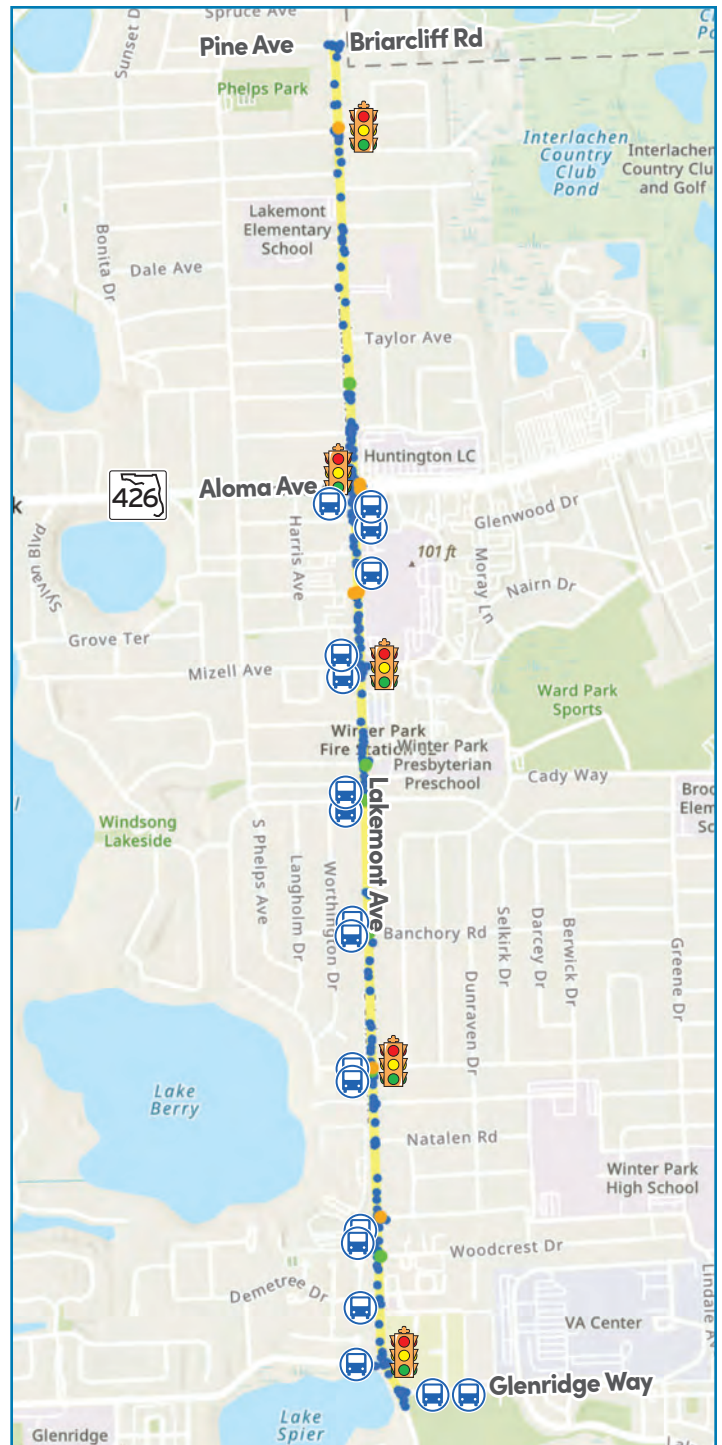 Spruce Ave
Sunset D
Pine Ave
Briarcliff Rd
Phelps Park
Interlachen
Country
Club
Pond
Interlachen
Country Clu
and Golf
Lakemont
Elementary
School
Bonita Dr
Dale Ave
Taylor Ave
Huntington LC
426
Aloma Ave
k
Glenwood Dr
Sylvan Blvd
Harris Ave
101 ft
Moray Ln
Nairn Dr
Grove Ter
Mizell Ave
Ward Park
Sports
Winter Park
Fire Station
Winter Park
Presbyterian
Preschool
Cady Way
Broo
Elem
Sc
Windsong
Lakeside
Lakemont Ave
S Phelps Ave
Langholm Dr
Worthington Dr
Banchory Rd
Selkirk Dr
Darcey Dr
Berwick Dr
Greene Dr
Dunraven Dr
Lake
Berry
Natalen Rd
Winter Park
High School
Woodcrest Dr
Demetree Dr
Lindale Av
VA Center
Glenridge Way
Lake
Spier
Glenridge